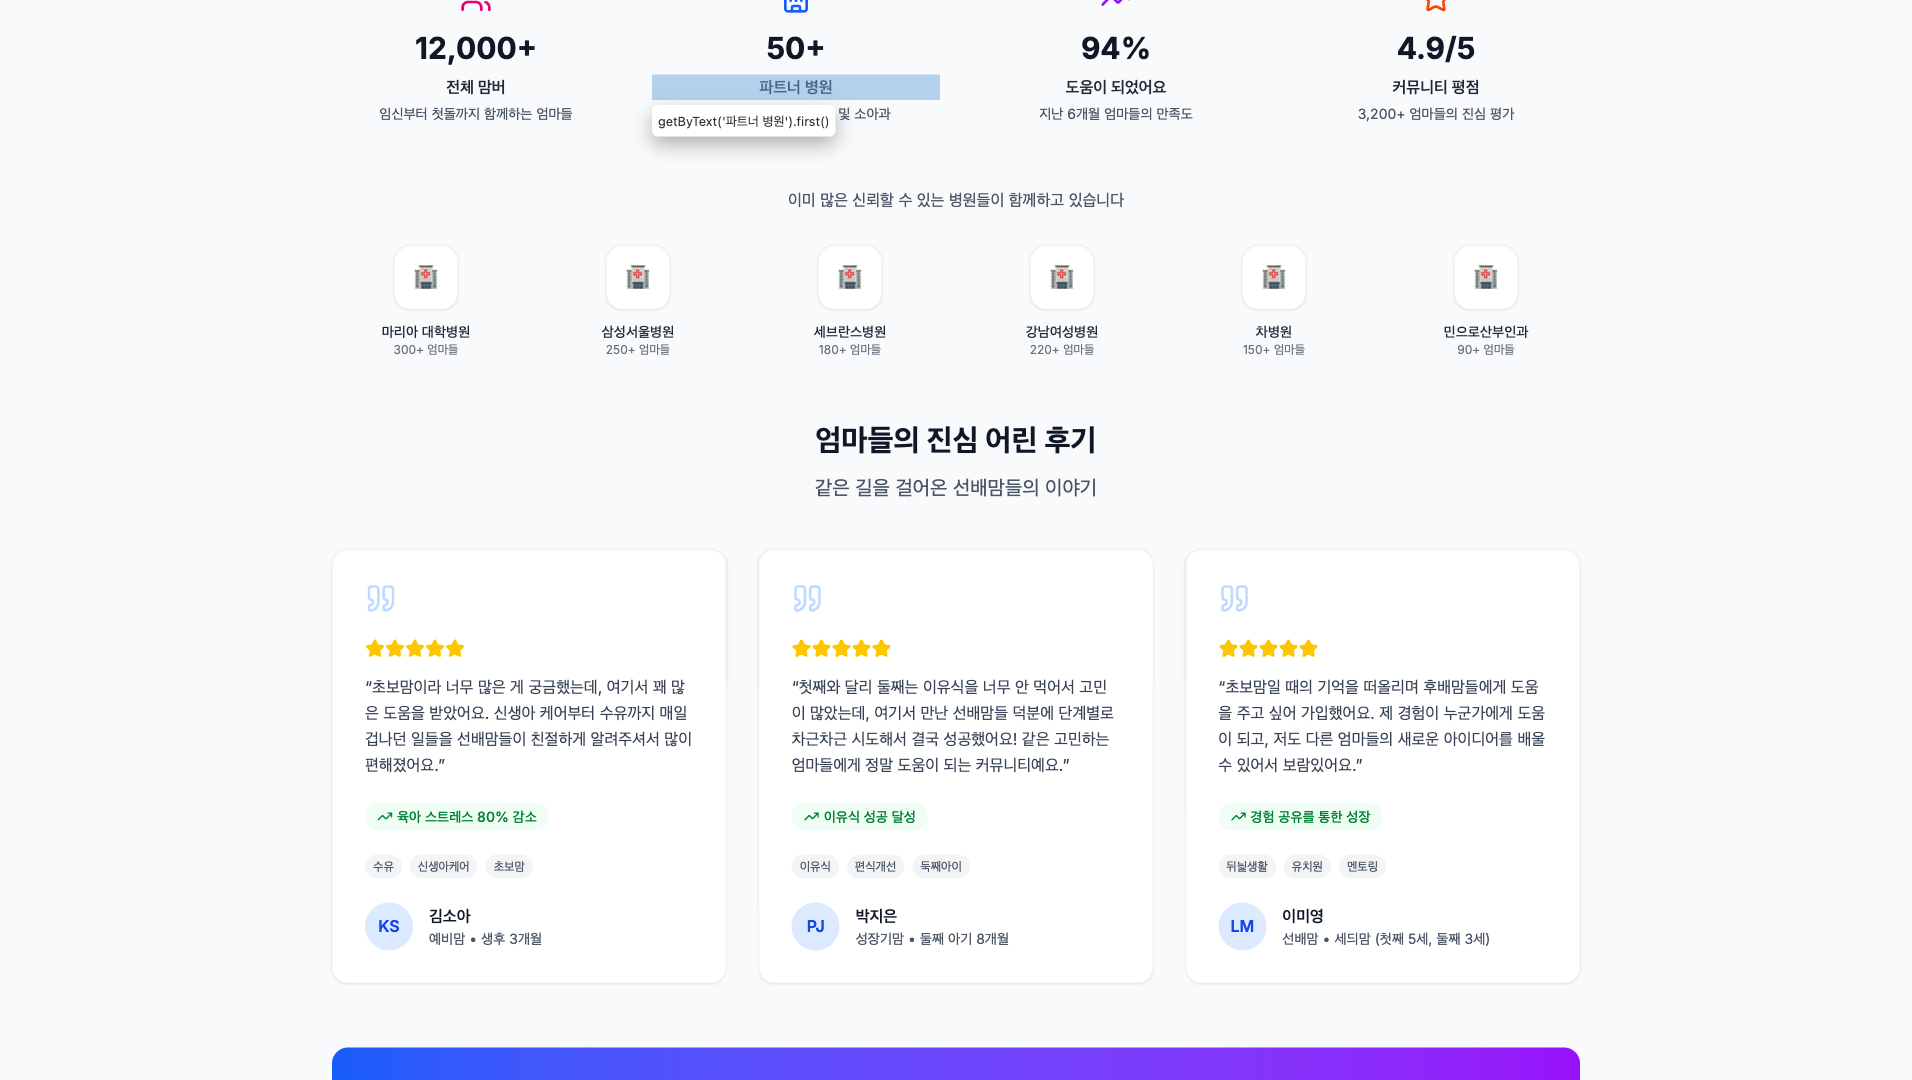 12,000+
전체 맘버
임신부터 첫돌까지 함께하는 엄마들
50+
파트너 병원
및 소아과
getByText('파트너 병원').first()
94%
도움이 되었어요
지난 6개월 엄마들의 만족도
4.9/5
커뮤니티 평점
3,200+ 엄마들의 진심 평가
이미 많은 신뢰할 수 있는 병원들이 함께하고 있습니다
마리아 대학병원
300+ 엄마들
삼성서울병원
250+ 엄마들
세브란스병원
180+ 엄마들
강남여성병원
220+ 엄마들
차병원
150+ 엄마들
민으로산부인과
90+ 엄마들
엄마들의 진심 어린 후기
같은 길을 걸어온 선배맘들의 이야기
“초보맘이라 너무 많은 게 궁금했는데, 여기서 꽤 많
은 도움을 받았어요. 신생아 케어부터 수유까지 매일
겁나던 일들을 선배맘들이 친절하게 알려주셔서 많이
편해졌어요.”
육아 스트레스 80% 감소
수유
신생아케어
초보맘
KS
김소아
예비맘 • 생후 3개월
“첫째와 달리 둘째는 이유식을 너무 안 먹어서 고민
이 많았는데, 여기서 만난 선배맘들 덕분에 단계별로
차근차근 시도해서 결국 성공했어요! 같은 고민하는
엄마들에게 정말 도움이 되는 커뮤니티예요.”
이유식 성공 달성
이유식
편식개선
둑째아이
PJ
박지은
성장기맘 • 둘째 아기 8개월
“초보맘일 때의 기억을 떠올리며 후배맘들에게 도움
을 주고 싶어 가입했어요. 제 경험이 누군가에게 도움
이 되고, 저도 다른 엄마들의 새로운 아이디어를 배울
수 있어서 보람있어요.”
경험 공유를 통한 성장
유치원
멘토링
LM
이미영
선배맘 • 세듸맘 (첫째 5세, 둘째 3세)